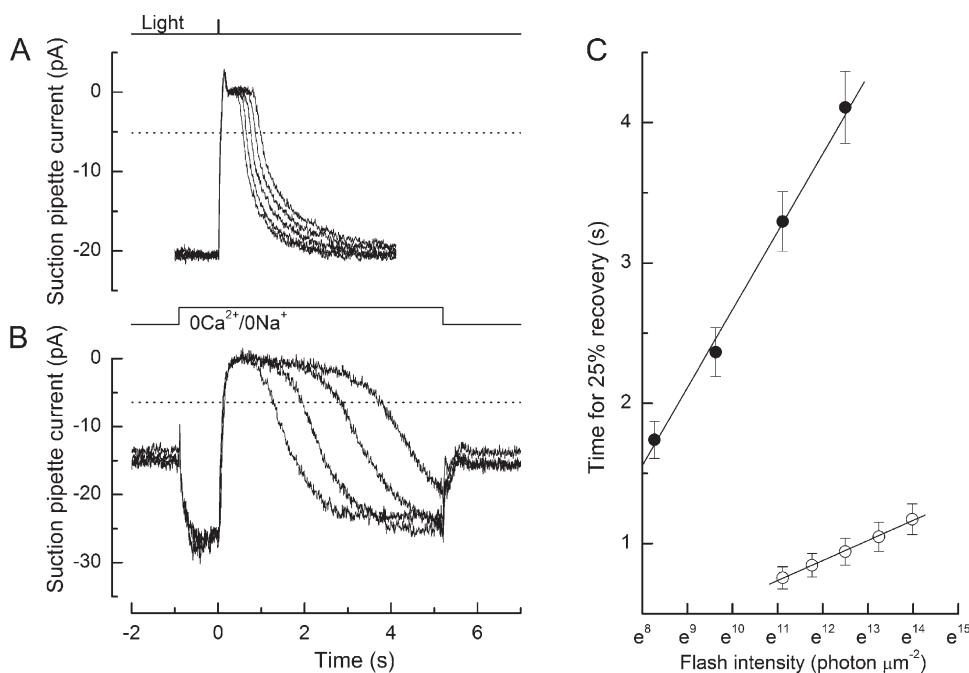 Light
A
Suction pipette current (pA)
0
-10
-20
0Ca²⁺/0Na⁺
B
Suction pipette current (pA)
0
-10
-20
-30
-2 0 2 4 6
Time (s)
C
Time for 25% recovery (s)
4
3
2
1
e⁸ e⁹ e¹⁰ e¹¹ e¹² e¹³ e¹⁴ e¹⁵
Flash intensity (photon μm⁻²)